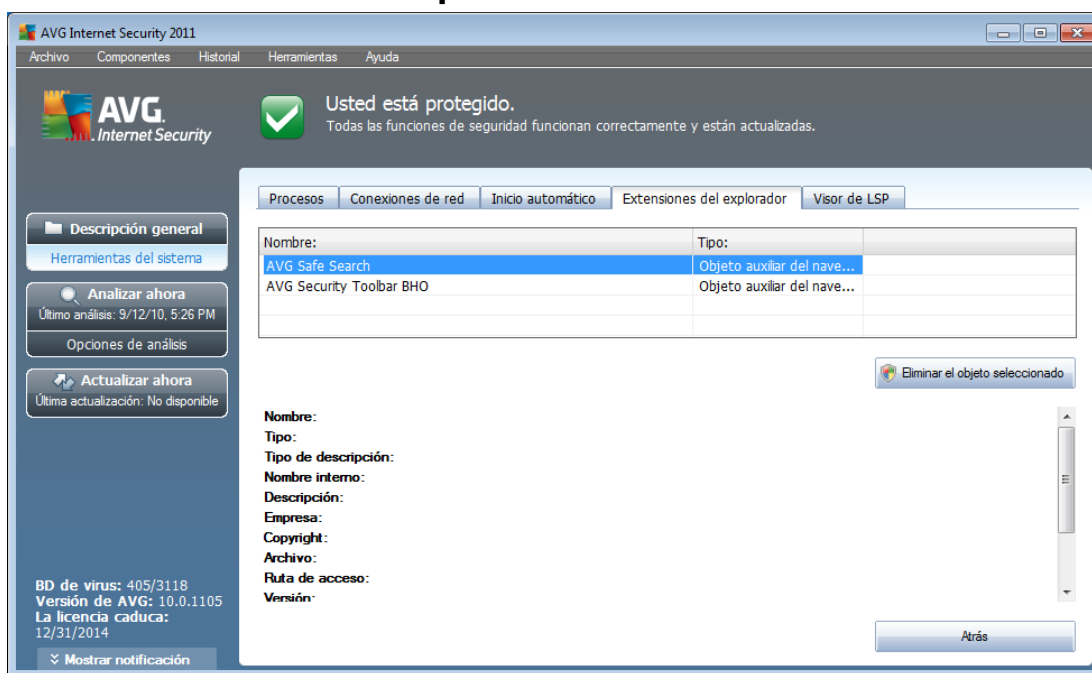 AVG Internet Security 2011
Archivo Componentes Historial Herramientas Ayuda
AVG.
Internet Security
Usted está protegido.
Todas las funciones de seguridad funcionan correctamente y están actualizadas.
Procesos Conexiones de red Inicio automático Extensiones del explorador Visor de LSP
Descripción general
Herramientas del sistema
Analizar ahora
Último análisis: 9/12/10, 5:26 PM
Opciones de análisis
Actualizar ahora
Última actualización: No disponible
Nombre: Tipo:
AVG Safe Search Objeto auxiliar del nave...
AVG Security Toolbar BHO Objeto auxiliar del nave...
Eliminar el objeto seleccionado
Nombre:
Tipo:
Tipo de descripción:
Nombre interno:
Descripción:
Empresa:
Copyright:
Archivo:
Ruta de acceso:
Versión:
BD de virus: 405/3118
Versión de AVG: 10.0.1105
La licencia caduca:
12/31/2014
Mostrar notificación
Atrás